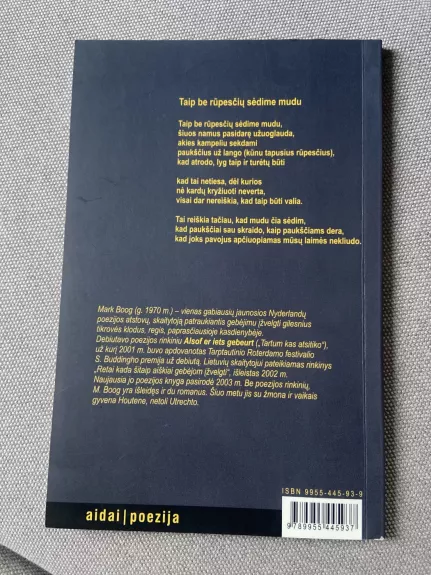 Taip be rūpesčių sėdime mudu
Taip be rūpesčių sėdime mudu,
šiuos namus pasidarę užuoglauda,
akies kampeliu sekdami
paukščius už lango (kūnu tapusius rūpesčius),
kad atrodo, lyg taip ir turėtų būti
kad tai netiesa, dėl kurios
nė kardų kryžiuoti neverta,
visai dar nereiškia, kad taip būti valia.
Tai reiškia tačiau, kad mudu čia sėdim,
kad paukščiai sau skraido, kaip paukščiams dera,
kad joks pavojus apčiuopiamas mūsų laimės nekliudo.
Mark Boog (g. 1970 m.) – vienas gabiausių jaunosios Nyderlandų
poezijos atstovų, skaitytoją patraukiantis gebėjimu įžvelgti gilesnius
tikrovės klodus, regis, paprasčiausioje kasdienybėje.
Debiutavo poezijos rinkiniu Alsof er iets gebeurt („Tartum kas atsitiko“),
už kurį 2001 m. buvo apdovanotas Tarptautinio Roterdamo festivalio
S. Buddingho premija už debiutą. Lietuvių skaitytojui pateikiamas rinkinys
„Retai kada šitaip aiškiai gebėjom įžvelgti“, išleistas 2002 m.
Naujausia jo poezijos knyga pasirodė 2003 m. Be poezijos rinkinių,
M. Boog yra išleidęs ir du romanus. Šiuo metu jis su žmona ir vaikais
gyvena Houtene, netoli Utrechto.
ISBN 9955-445-93-9
9 789955 445937
aidai | poezija